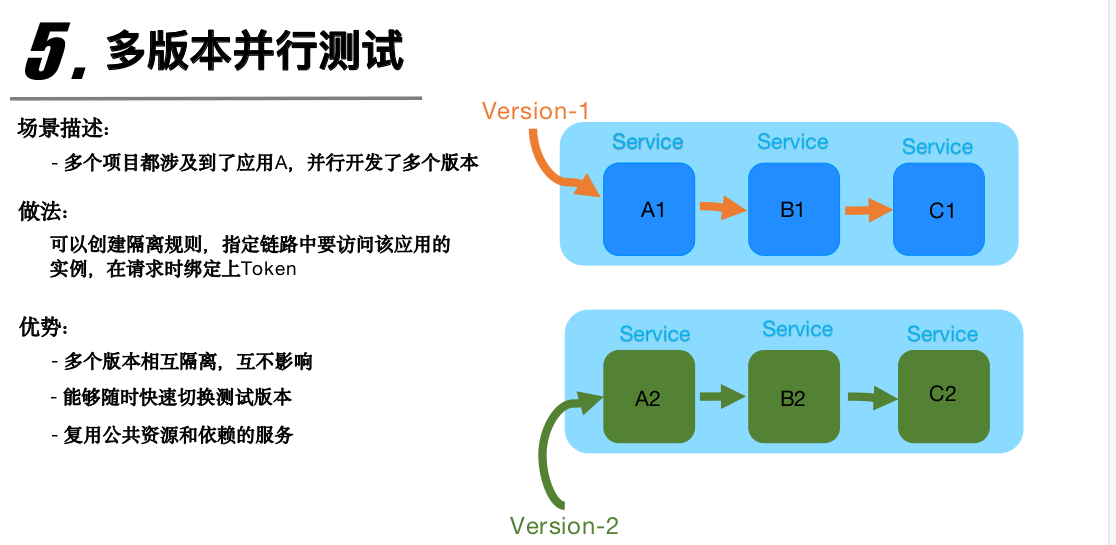 5. 多版本并行测试
场景描述：
- 多个项目都涉及到了应用A，并行开发了多个版本
做法：
可以创建隔离规则，指定链路中要访问该应用的
实例，在请求时绑定上Token
优势：
- 多个版本相互隔离，互不影响
- 能够随时快速切换测试版本
- 复用公共资源和依赖的服务
Version-1
Service
Service
Service
A1
B1
C1
Service
Service
Service
A2
B2
C2
Version-2